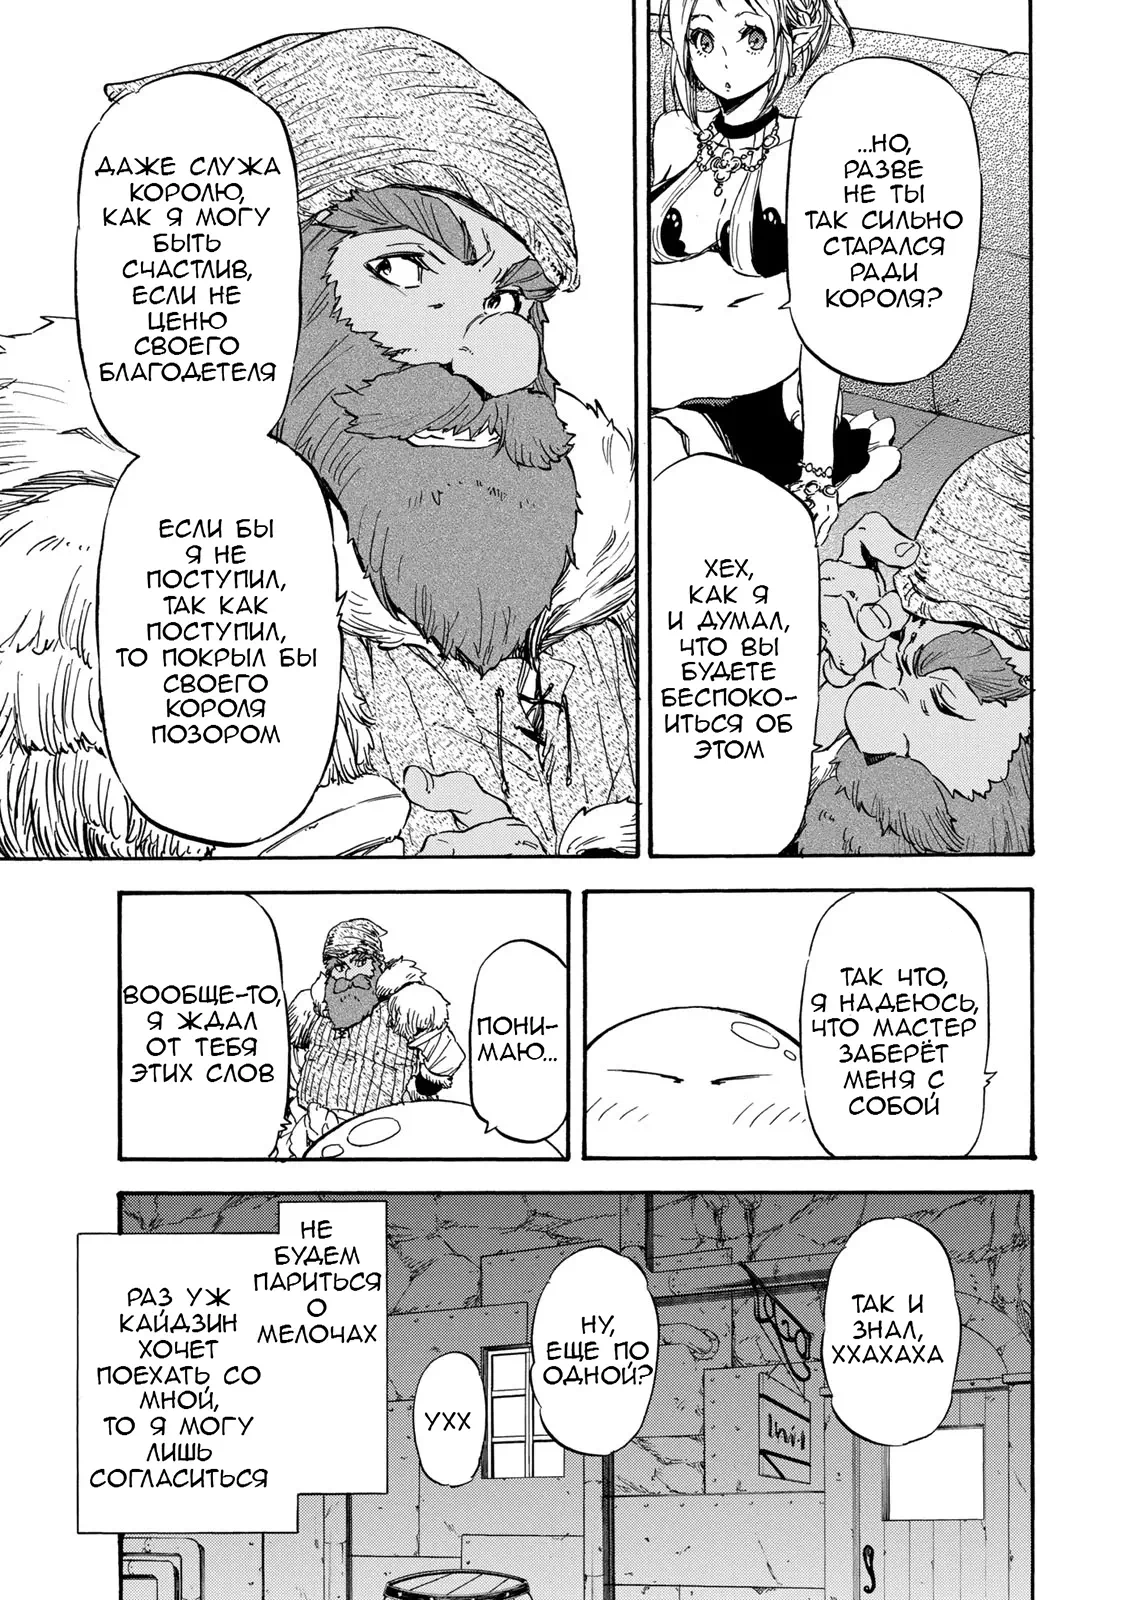 ...НО,
РАЗВЕ
НЕ ТЫ
ТАК СИЛЬНО
СТАРАЛСЯ
РАДИ
КОРОЛЯ?
ХЕХ,
КАК Я
И ДУМАЛ,
ЧТО ВЫ
БУДЕТЕ
БЕСПОКО-
ИТЬСЯ ОБ
ЭТОМ
ДАЖЕ СЛУЖА
КОРОЛЮ,
КАК Я МОГУ
БЫТЬ
СЧАСТЛИВ,
ЕСЛИ НЕ
ЦЕНЮ
СВОЕГО
БЛАГОДЕТЕЛЯ
ЕСЛИ БЫ
Я НЕ
ПОСТУПИЛ,
ТАК КАК
ПОСТУПИЛ,
ТО ПОКРЫЛ БЫ
СВОЕГО
КОРОЛЯ
ПОЗОРОМ
ТАК ЧТО,
Я НАДЕЮСЬ,
ЧТО МАСТЕР
ЗАБЕРЁТ
МЕНЯ С
СОБОЙ
ПОНИ-
МАЮ...
ВООБЩЕ-ТО,
Я ЖДАЛ
ОТ ТЕБЯ
ЭТИХ СЛОВ
ТАК И
ЗНАЛ,
ХХАХАХА
НУ,
ЕЩЕ ПО
ОДНОЙ?
УХХ
НЕ
БУДЕМ
ПАРИТЬСЯ
О
МЕЛОЧАХ
РАЗ УЖ
КАЙДЗИН
ХОЧЕТ
ПОЕХАТЬ СО
МНОЙ,
ТО Я МОГУ
ЛИШЬ
СОГЛАСИТЬСЯ